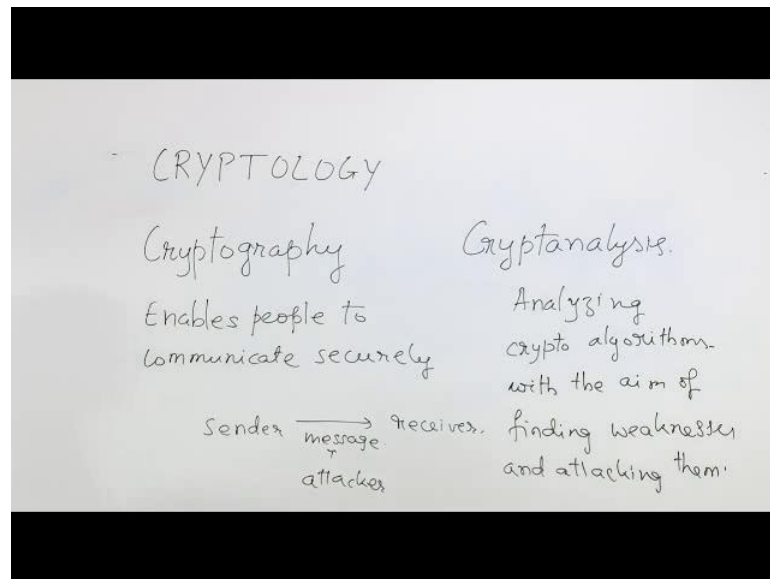 CRYPTOLOGY
Cryptography
Enables people to
communicate securely
sender → receiver.
message
↑
attacker
Cryptanalysis.
Analyzing
crypto algorithms
with the aim of
finding weaknesses
and attacking them.